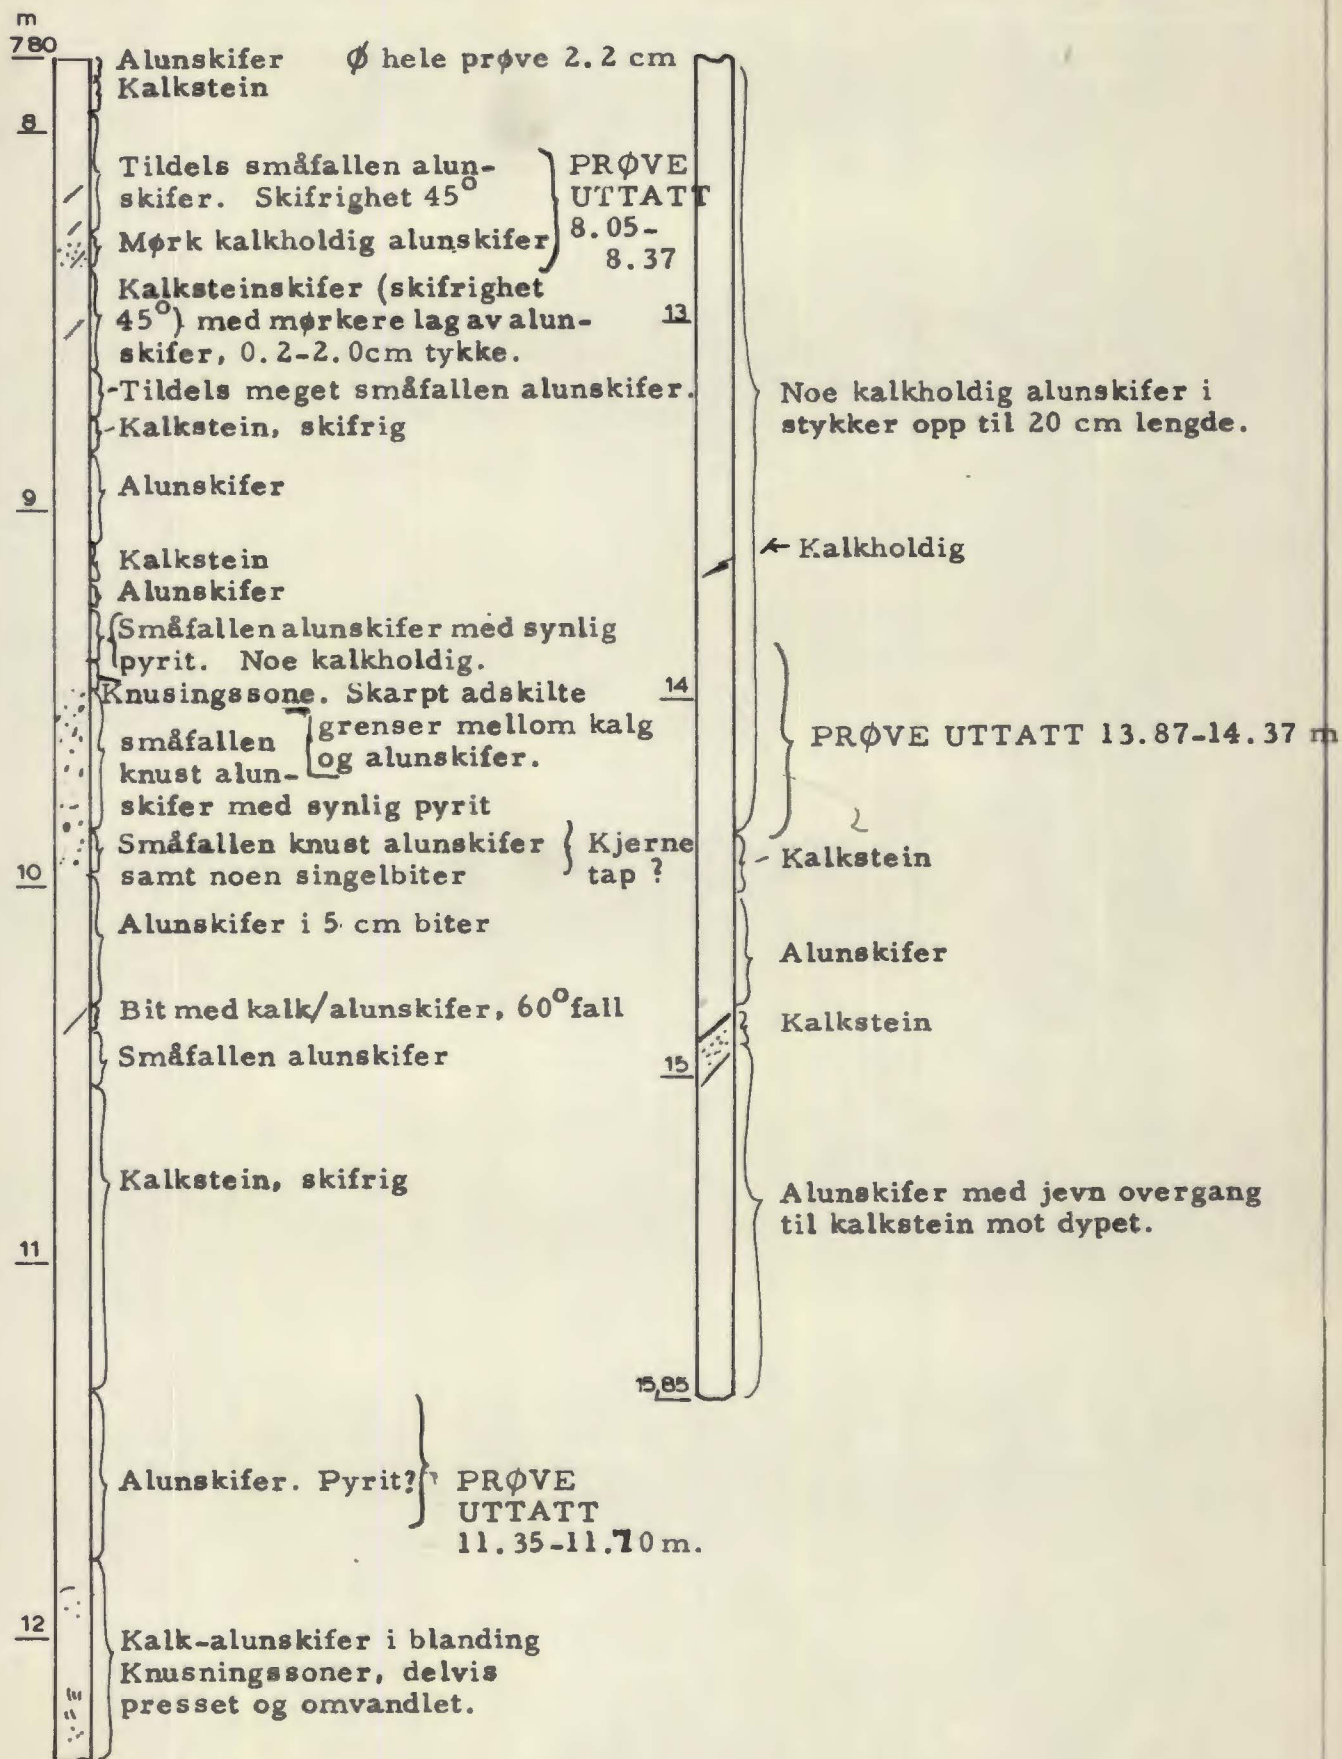 m
780
Alunskifer Ø hele prøve 2.2 cm
Kalkstein
8
Tildels småfallen alun-
skifer. Skifrighet 45°
Mørk kalkholdig alunskifer
PRØVE
UTTATT
8.05-
8.37
Kalksteinskifer (skifrighet
45°) med mørkere lag av alun-
skifer, 0.2-2.0cm tykke.
-Tildels meget småfallen alunskifer.
-Kalkstein, skifrig
9
Alunskifer
Kalkstein
Alunskifer
Småfallen alunskifer med synlig
pyrit. Noe kalkholdig.
Knusingssone. Skarpt adskilte
grenser mellom kalg
og alunskifer.
småfallen
knust alun-
skifer med synlig pyrit
Småfallen knust alunskifer
samt noen singelbiter
Kjerne
tap ?
10
Alunskifer i 5 cm biter
Bit med kalk/alunskifer, 60° fall
Småfallen alunskifer
Kalkstein, skifrig
11
Alunskifer. Pyrit?
PRØVE
UTTATT
11.35-11.70 m.
12
Kalk-alunskifer i blanding
Knusningssoner, delvis
presset og omvandlet.
13
Noe kalkholdig alunskifer i
stykker opp til 20 cm lengde.
Kalkholdig
14
PRØVE UTTATT 13.87-14.37 m
- Kalkstein
Alunskifer
Kalkstein
15
Alunskifer med jevn overgang
til kalkstein mot dypet.
15,85